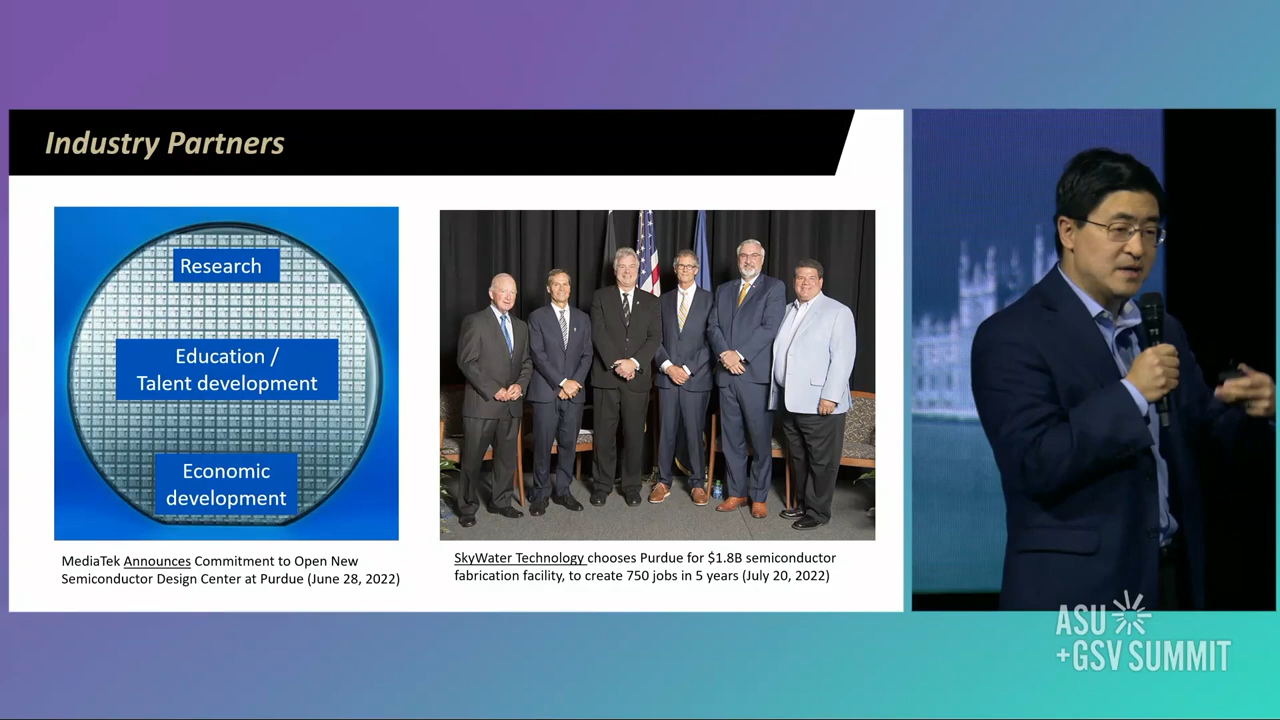 Industry Partners
Research
Education /
Talent development
Economic
development
MediaTek Announces Commitment to Open New
Semiconductor Design Center at Purdue (June 28, 2022)
SkyWater Technology chooses Purdue for $1.8B semiconductor
fabrication facility, to create 750 jobs in 5 years (July 20, 2022)
ASU
+GSV SUMMIT